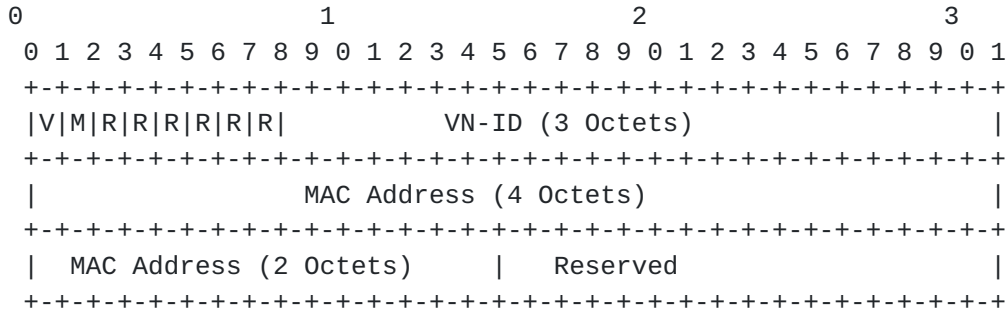 0                   1                   2                   3
 0 1 2 3 4 5 6 7 8 9 0 1 2 3 4 5 6 7 8 9 0 1 2 3 4 5 6 7 8 9 0 1
 +-+-+-+-+-+-+-+-+-+-+-+-+-+-+-+-+-+-+-+-+-+-+-+-+-+-+-+-+-+-+-+
 |V|M|R|R|R|R|R|R|          VN-ID (3 Octets)                   |
 +-+-+-+-+-+-+-+-+-+-+-+-+-+-+-+-+-+-+-+-+-+-+-+-+-+-+-+-+-+-+-+
 |                 MAC Address (4 Octets)                      |
 +-+-+-+-+-+-+-+-+-+-+-+-+-+-+-+-+-+-+-+-+-+-+-+-+-+-+-+-+-+-+-+
 |  MAC Address (2 Octets)     |   Reserved                    |
 +-+-+-+-+-+-+-+-+-+-+-+-+-+-+-+-+-+-+-+-+-+-+-+-+-+-+-+-+-+-+-+